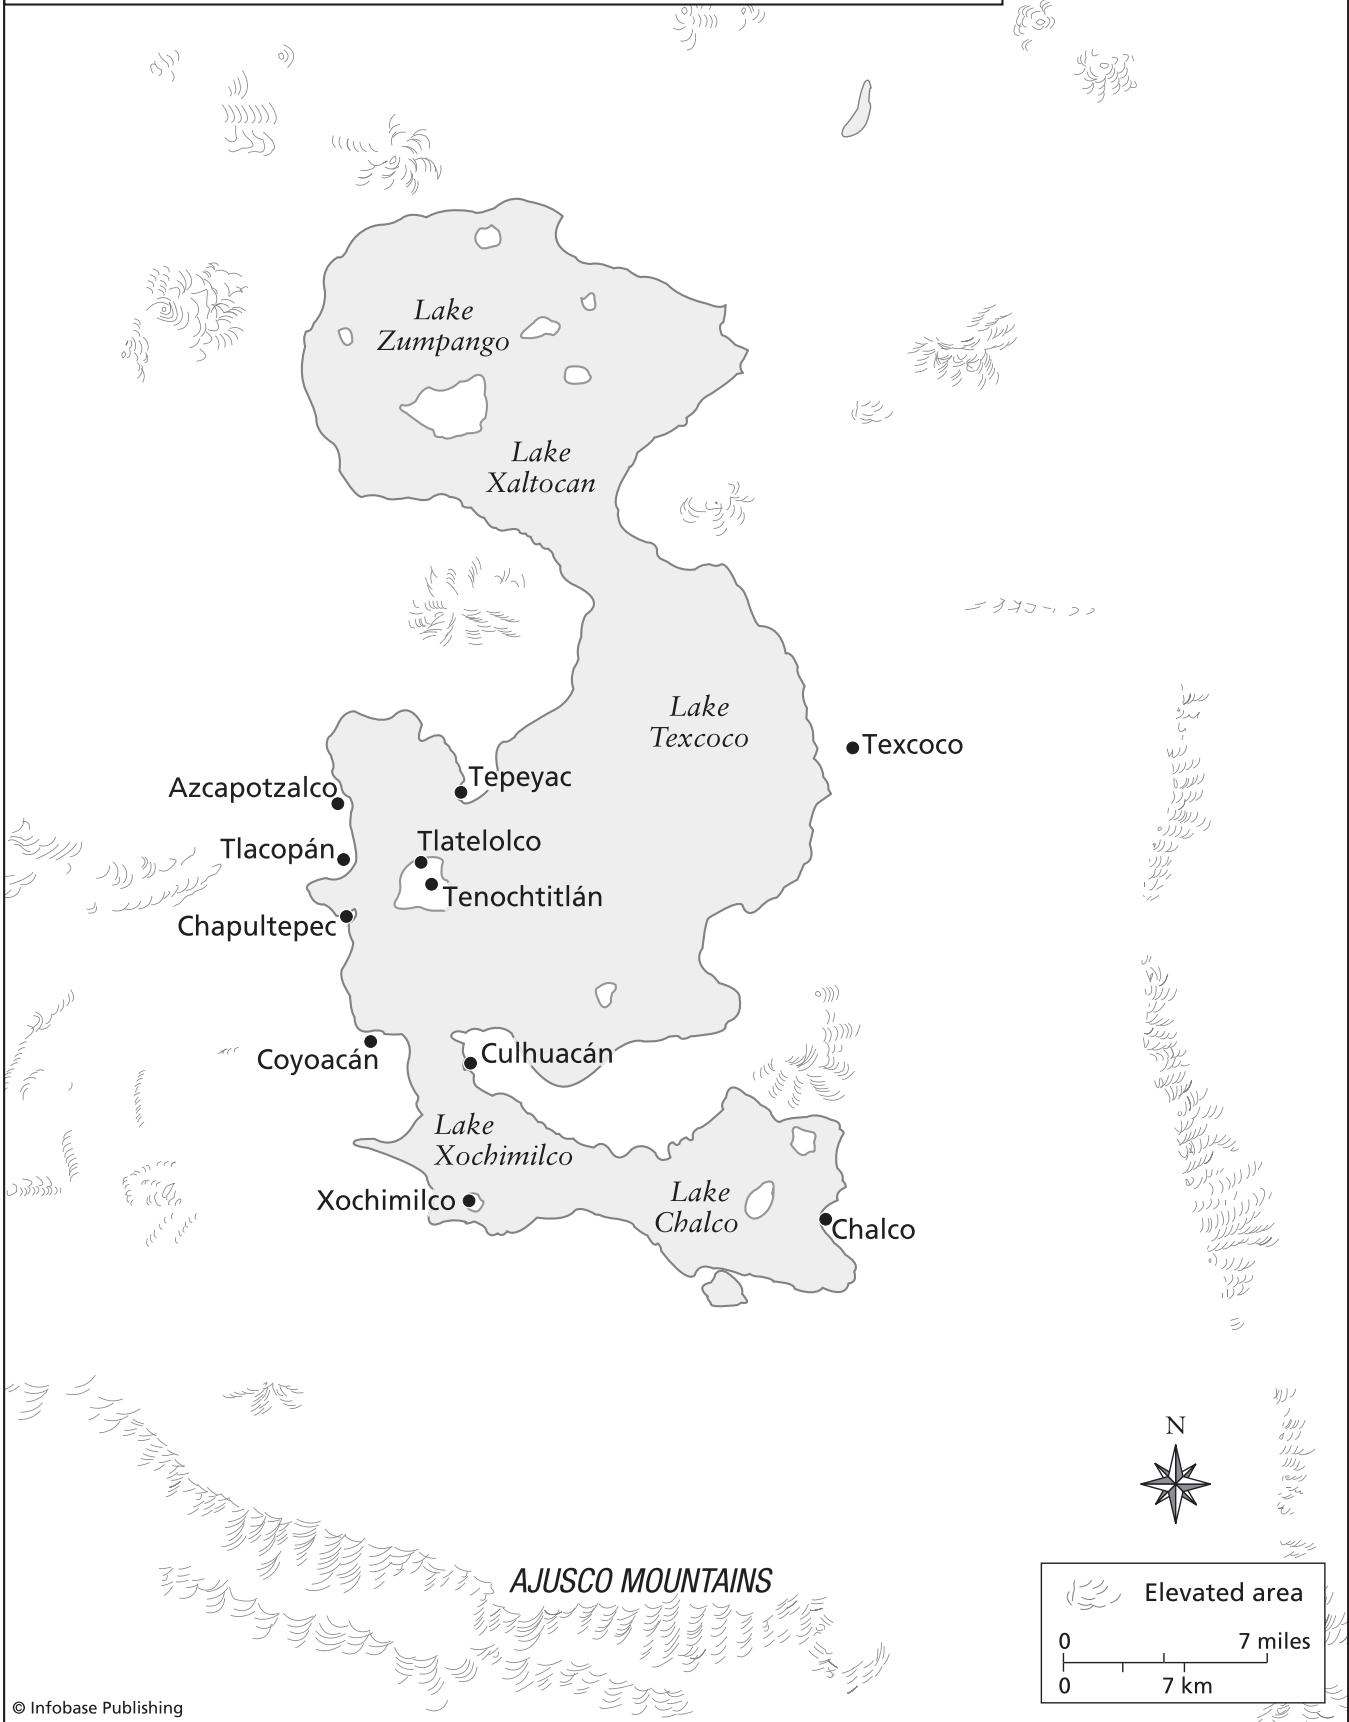 Lake
Zumpango
Lake
Xaltocan
Lake
Texcoco
Texcoco
Tepeyac
Azcapotzalco
Tlatelolco
Tlacopán
Tenochtitlán
Chapultepec
Culhuacán
Coyoacán
Lake
Xochimilco
Xochimilco
Lake
Chalco
Chalco
N
AJUSCO MOUNTAINS
Elevated area
0 7 miles
0 7 km
© Infobase Publishing